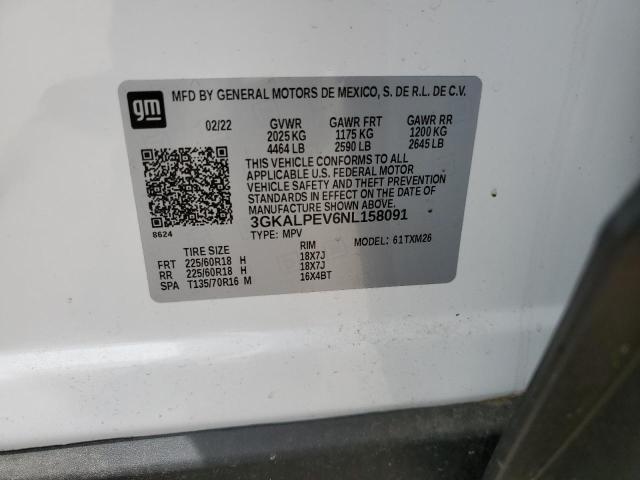 gm
MFD BY GENERAL MOTORS DE MEXICO, S. DE R.L. DE C.V.
02/22 GVWR GAWR FRT GAWR RR
2025 KG 1175 KG 1200 KG
4464 LB 2590 LB 2645 LB
THIS VEHICLE CONFORMS TO ALL
APPLICABLE U.S. FEDERAL MOTOR
VEHICLE SAFETY AND THEFT PREVENTION
STANDARDS IN EFFECT ON THE DATE OF
MANUFACTURE SHOWN ABOVE.
3GKALPEV6NL158091
8624
TYPE: MPV MODEL: 61TXM26
TIRE SIZE RIM
FRT 225/60R18 H 18X7J
RR 225/60R18 H 18X7J
SPA T135/70R16 M 16X4BT